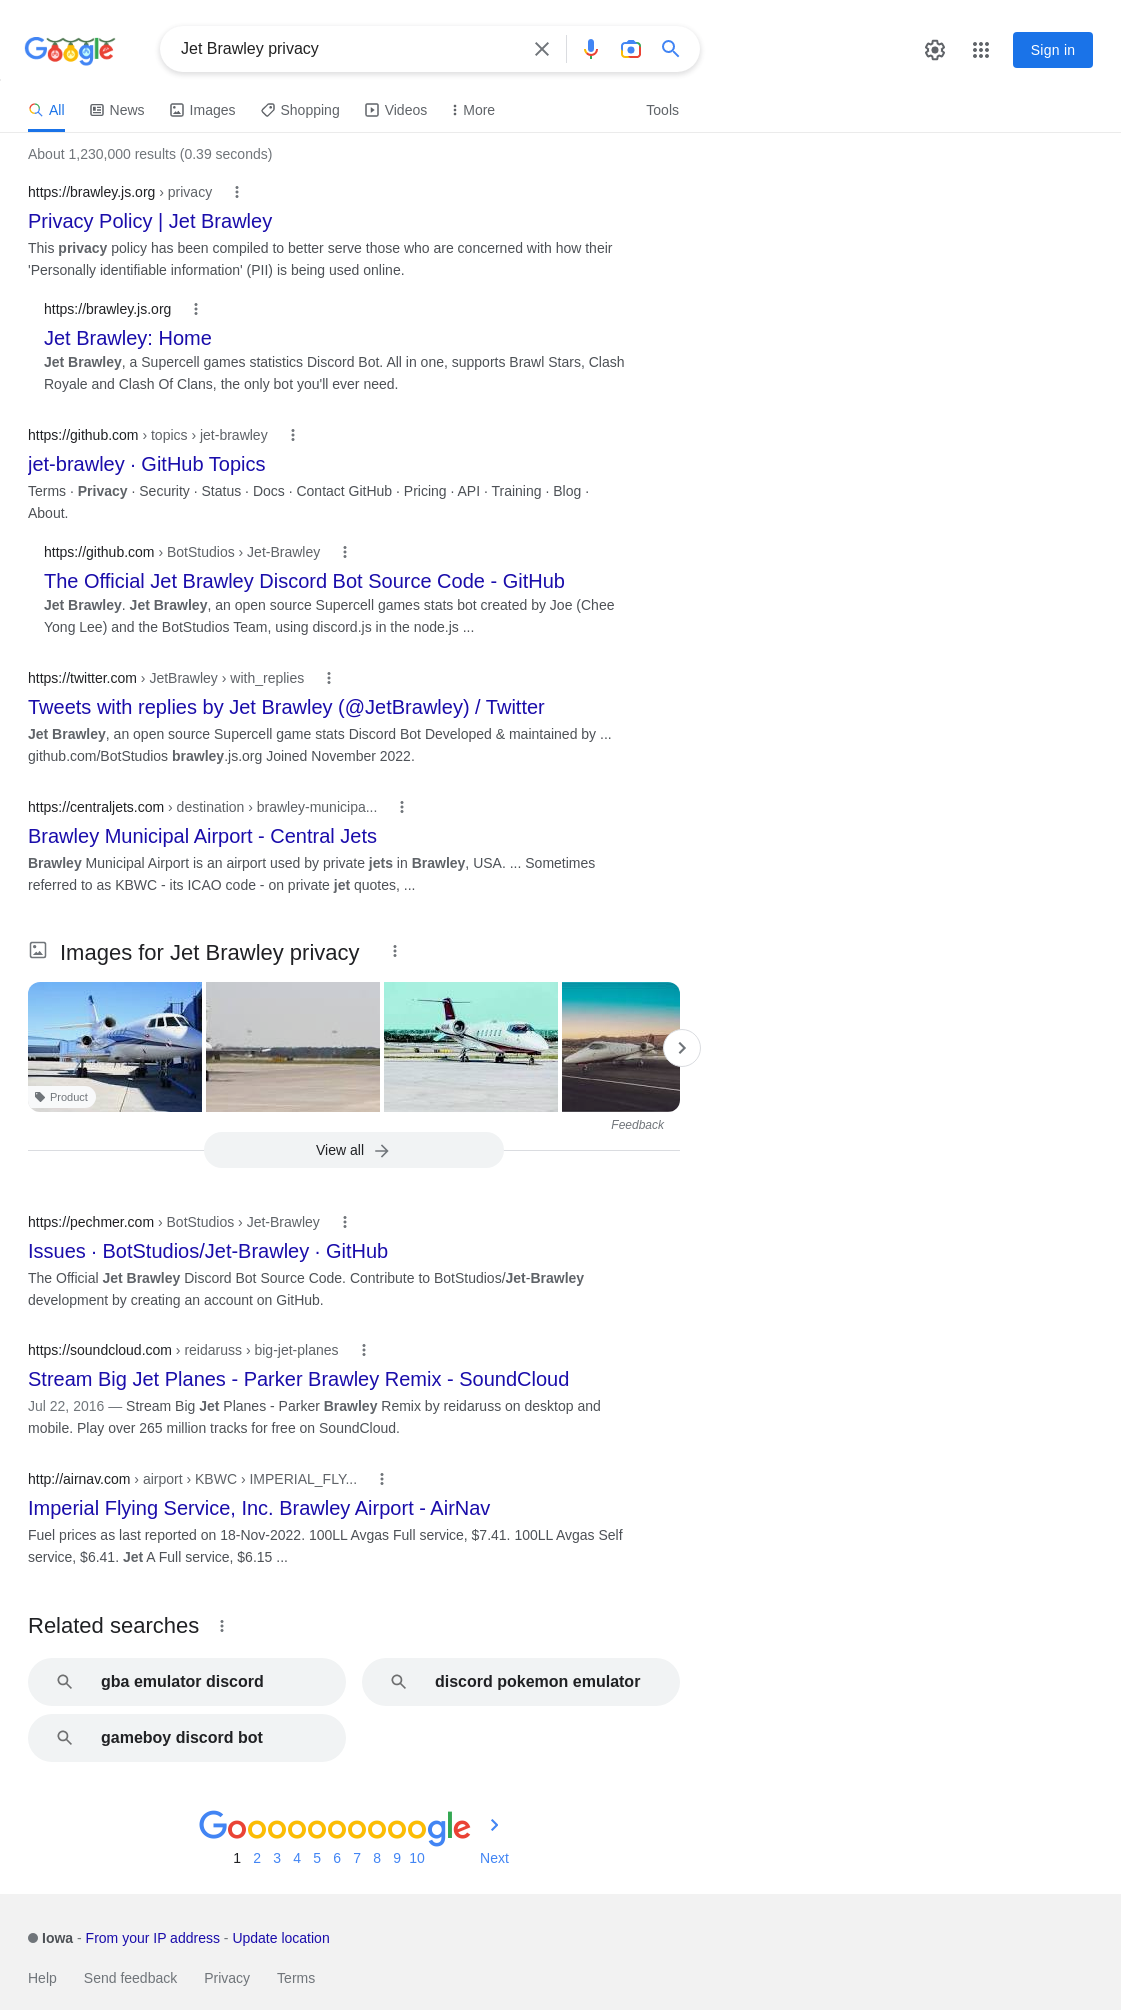 Google
Jet Brawley privacy
Sign in
All
News
Images
Shopping
Videos
More
Tools
About 1,230,000 results (0.39 seconds)
https://brawley.js.org › privacy
Privacy Policy | Jet Brawley
This privacy policy has been compiled to better serve those who are concerned with how their
'Personally identifiable information' (PII) is being used online.
https://brawley.js.org
Jet Brawley: Home
Jet Brawley, a Supercell games statistics Discord Bot. All in one, supports Brawl Stars, Clash
Royale and Clash Of Clans, the only bot you'll ever need.
https://github.com › topics › jet-brawley
jet-brawley · GitHub Topics
Terms · Privacy · Security · Status · Docs · Contact GitHub · Pricing · API · Training · Blog ·
About.
https://github.com › BotStudios › Jet-Brawley
The Official Jet Brawley Discord Bot Source Code - GitHub
Jet Brawley. Jet Brawley, an open source Supercell games stats bot created by Joe (Chee
Yong Lee) and the BotStudios Team, using discord.js in the node.js ...
https://twitter.com › JetBrawley › with_replies
Tweets with replies by Jet Brawley (@JetBrawley) / Twitter
Jet Brawley, an open source Supercell game stats Discord Bot Developed & maintained by ...
github.com/BotStudios brawley.js.org Joined November 2022.
https://centraljets.com › destination › brawley-municipa...
Brawley Municipal Airport - Central Jets
Brawley Municipal Airport is an airport used by private jets in Brawley, USA. ... Sometimes
referred to as KBWC - its ICAO code - on private jet quotes, ...
Images for Jet Brawley privacy
Product
Feedback
View all
https://pechmer.com › BotStudios › Jet-Brawley
Issues · BotStudios/Jet-Brawley · GitHub
The Official Jet Brawley Discord Bot Source Code. Contribute to BotStudios/Jet-Brawley
development by creating an account on GitHub.
https://soundcloud.com › reidaruss › big-jet-planes
Stream Big Jet Planes - Parker Brawley Remix - SoundCloud
Jul 22, 2016 — Stream Big Jet Planes - Parker Brawley Remix by reidaruss on desktop and
mobile. Play over 265 million tracks for free on SoundCloud.
http://airnav.com › airport › KBWC › IMPERIAL_FLY...
Imperial Flying Service, Inc. Brawley Airport - AirNav
Fuel prices as last reported on 18-Nov-2022. 100LL Avgas Full service, $7.41. 100LL Avgas Self
service, $6.41. Jet A Full service, $6.15 ...
Related searches
gba emulator discord
discord pokemon emulator
gameboy discord bot
Goooooooooogle
1 2 3 4 5 6 7 8 9 10 Next
Iowa - From your IP address - Update location
Help Send feedback Privacy Terms